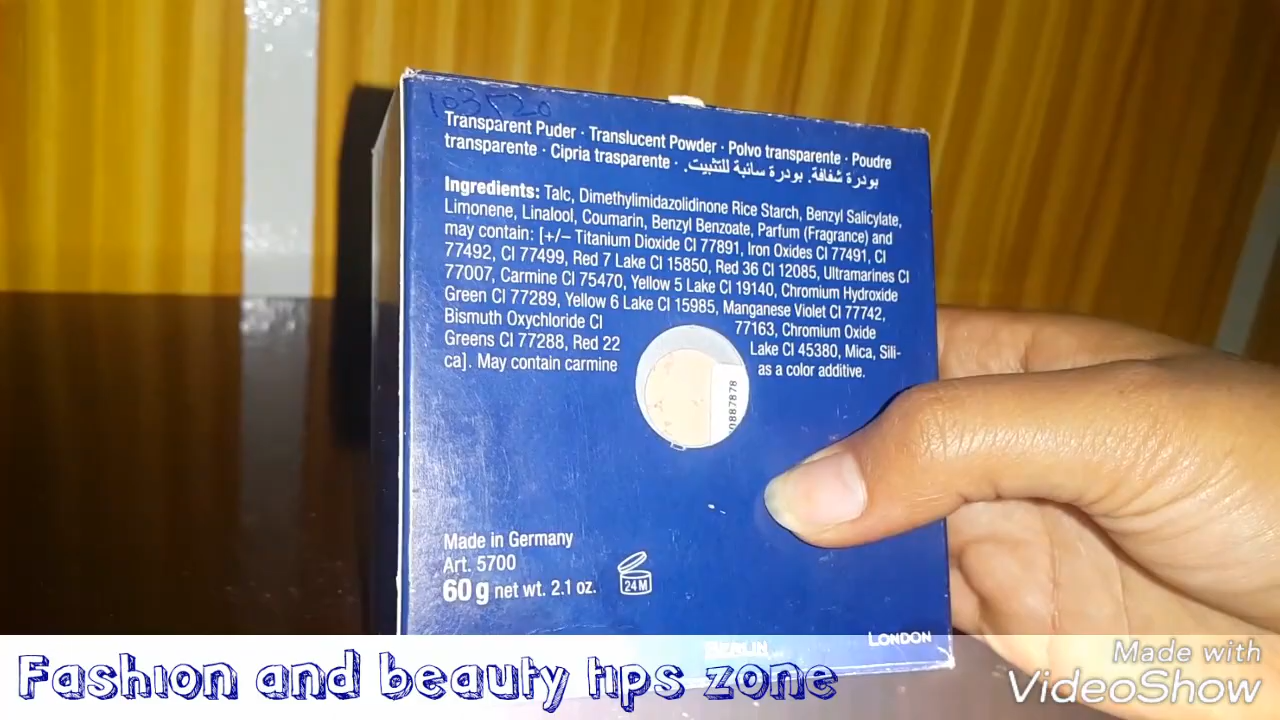 103520
Transparent Puder · Translucent Powder · Polvo transparente · Poudre
transparente · Cipria trasparente · بودرة شفافة. بودرة سائبة للتثبيت.
Ingredients: Talc, Dimethylimidazolidinone Rice Starch, Benzyl Salicylate,
Limonene, Linalool, Coumarin, Benzyl Benzoate, Parfum (Fragrance) and
may contain: [+/– Titanium Dioxide CI 77891, Iron Oxides CI 77491, CI
77492, CI 77499, Red 7 Lake CI 15850, Red 36 CI 12085, Ultramarines CI
77007, Carmine CI 75470, Yellow 5 Lake CI 19140, Chromium Hydroxide
Green CI 77289, Yellow 6 Lake CI 15985, Manganese Violet CI 77742,
Bismuth Oxychloride CI 77163, Chromium Oxide
Greens CI 77288, Red 22 Lake CI 45380, Mica, Sili-
ca]. May contain carmine as a color additive.
0887878
Made in Germany
Art. 5700
60 g net wt. 2.1 oz.
24 M
BERLIN
LONDON
Fashion and beauty tips zone
Made with
VideoShow